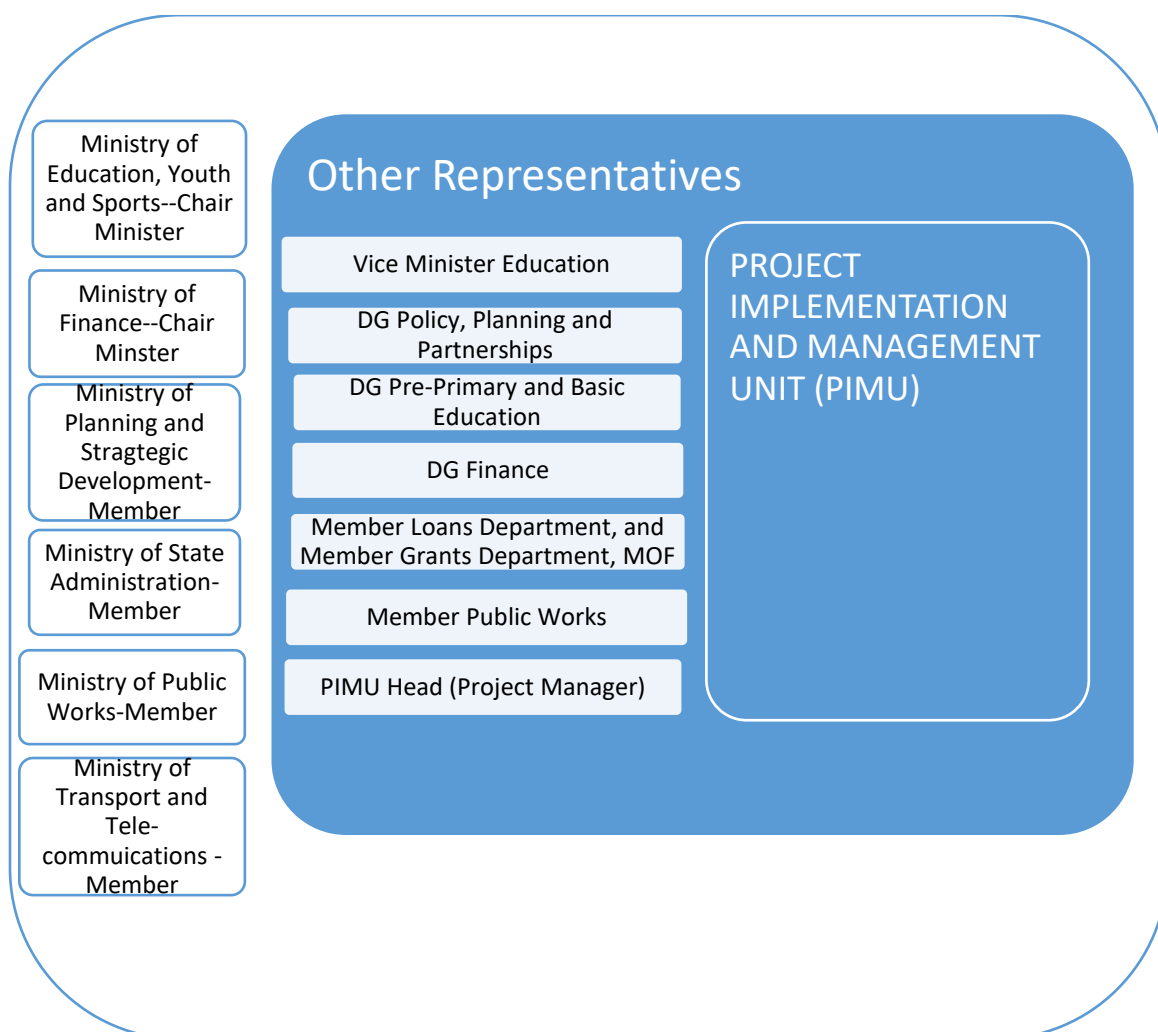 Ministry of
Education, Youth
and Sports--Chair
Minister
Ministry of
Finance--Chair
Minster
Ministry of
Planning and
Stragtegic
Development-
Member
Ministry of State
Administration-
Member
Ministry of Public
Works-Member
Ministry of
Transport and
Tele-
commuications -
Member
Other Representatives
Vice Minister Education
DG Policy, Planning and
Partnerships
DG Pre-Primary and Basic
Education
DG Finance
Member Loans Department, and
Member Grants Department, MOF
Member Public Works
PIMU Head (Project Manager)
PROJECT
IMPLEMENTATION
AND MANAGEMENT
UNIT (PIMU)